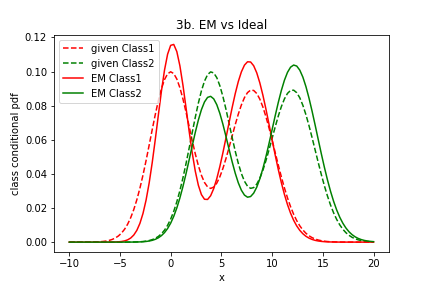 3b. EM vs Ideal
given Class1
given Class2
EM Class1
EM Class2
class conditional pdf
0.12
0.10
0.08
0.06
0.04
0.02
0.00
−10 −5 0 5 10 15 20
x